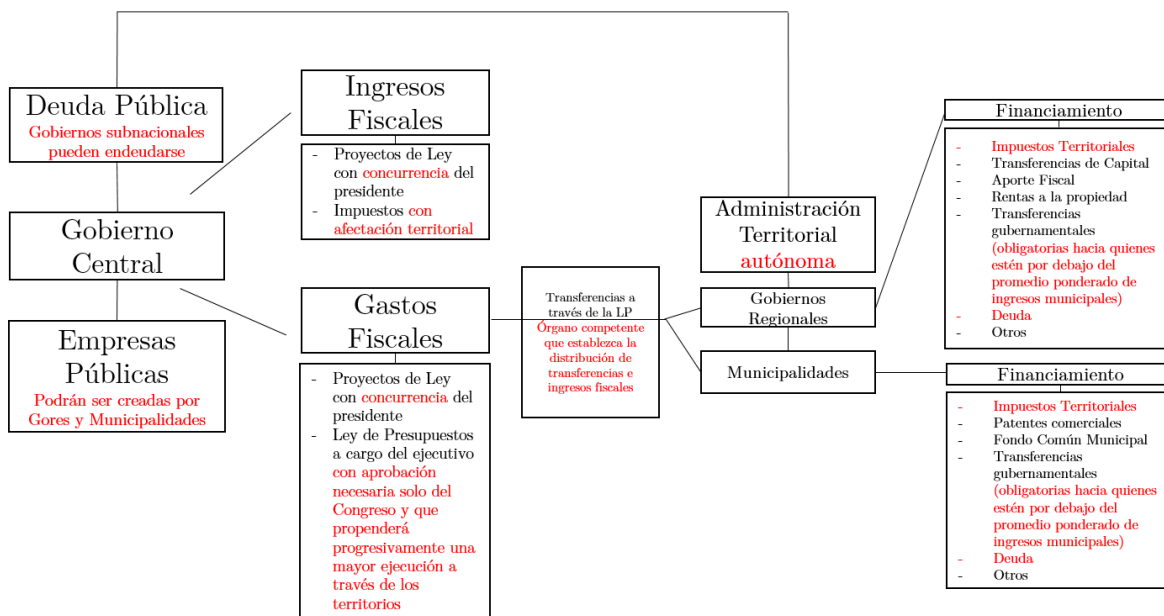 Deuda Pública
Gobiernos subnacionales
pueden endeudarse
Gobierno
Central
Empresas
Públicas
Podrán ser creadas por
Gores y Municipalidades
Ingresos
Fiscales
- Proyectos de Ley
con concurrencia del
presidente
- Impuestos con
afectación territorial
Gastos
Fiscales
- Proyectos de Ley
con concurrencia del
presidente
- Ley de Presupuestos
a cargo del ejecutivo
con aprobación
necesaria solo del
Congreso y que
propenderá
progresivamente una
mayor ejecución a
través de los
territorios
Transferencias a
través de la LP
Órgano competente
que establezca la
distribución de
transferencias e
ingresos fiscales
Administración
Territorial
autónoma
Gobiernos
Regionales
Municipalidades
Financiamiento
- Impuestos Territoriales
- Transferencias de Capital
- Aporte Fiscal
- Rentas a la propiedad
- Transferencias
gubernamentales
(obligatorias hacia quienes
estén por debajo del
promedio ponderado de
ingresos municipales)
- Deuda
- Otros
Financiamiento
- Impuestos Territoriales
- Patentes comerciales
- Fondo Común Municipal
- Transferencias
gubernamentales
(obligatorias hacia quienes
estén por debajo del
promedio ponderado de
ingresos municipales)
- Deuda
- Otros